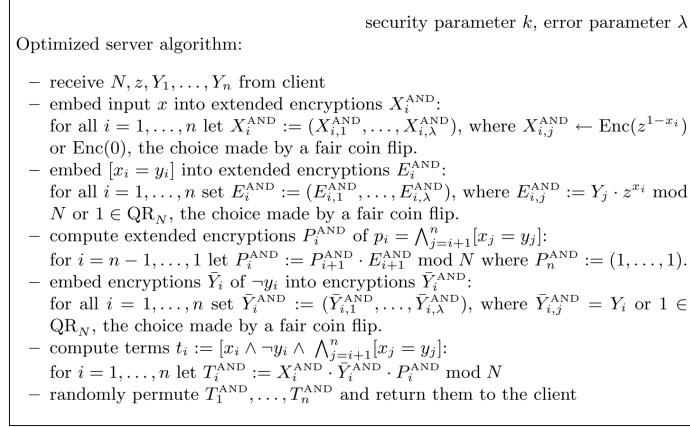 security parameter k, error parameter λ
Optimized server algorithm:
– receive N, z, Y₁, . . . , Yₙ from client
– embed input x into extended encryptions X_i^AND:
for all i = 1, . . . , n let X_i^AND := (X_{i,1}^AND, . . . , X_{i,λ}^AND), where X_{i,j}^AND ← Enc(z^{1−x_i})
or Enc(0), the choice made by a fair coin flip.
– embed [x_i = y_i] into extended encryptions E_i^AND:
for all i = 1, . . . , n set E_i^AND := (E_{i,1}^AND, . . . , E_{i,λ}^AND), where E_{i,j}^AND := Y_j · z^{x_i} mod
N or 1 ∈ QR_N, the choice made by a fair coin flip.
– compute extended encryptions P_i^AND of p_i = ⋀_{j=i+1}^n [x_j = y_j]:
for i = n − 1, . . . , 1 let P_i^AND := P_{i+1}^AND · E_{i+1}^AND mod N where P_n^AND := (1, . . . , 1).
– embed encryptions Ȳ_i of ¬y_i into encryptions Ȳ_i^AND:
for all i = 1, . . . , n set Ȳ_i^AND := (Ȳ_{i,1}^AND, . . . , Ȳ_{i,λ}^AND), where Ȳ_{i,j}^AND = Y_i or 1 ∈
QR_N, the choice made by a fair coin flip.
– compute terms t_i := [x_i ∧ ¬y_i ∧ ⋀_{j=i+1}^n [x_j = y_j]:
for i = 1, . . . , n let T_i^AND := X_i^AND · Ȳ_i^AND · P_i^AND mod N
– randomly permute T_1^AND, . . . , T_n^AND and return them to the client